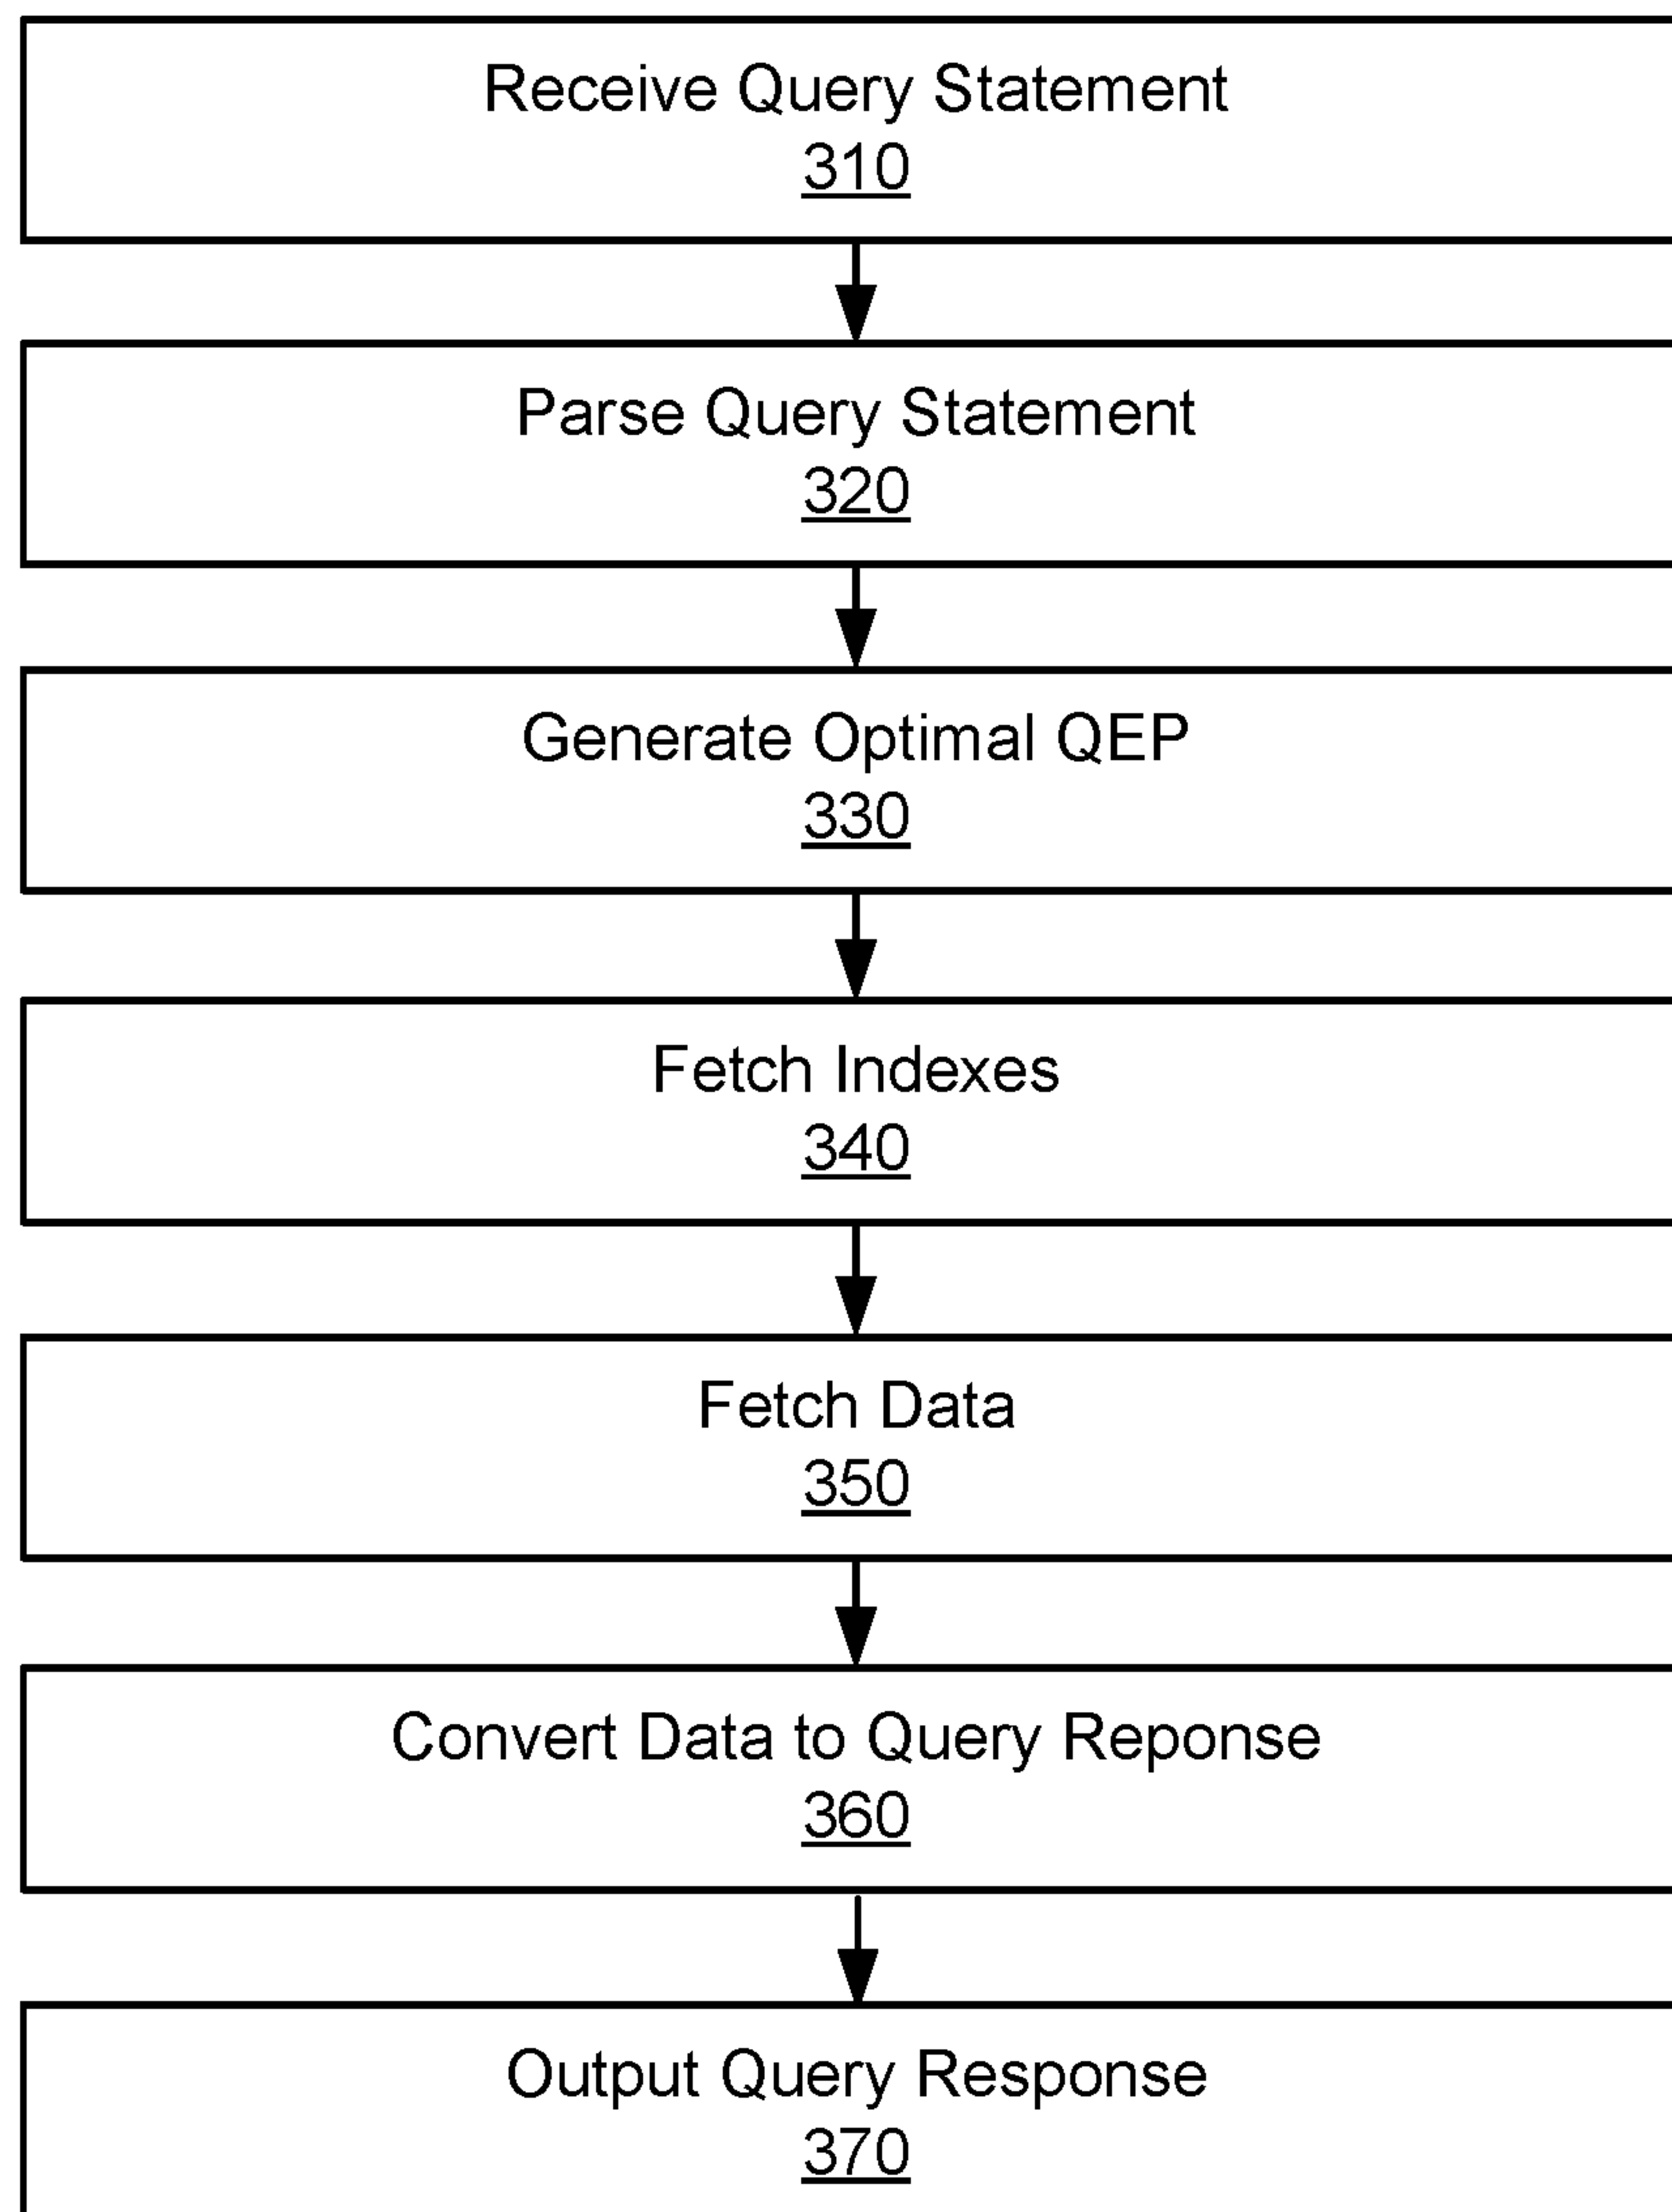 Receive Query Statement
310
Parse Query Statement
320
Generate Optimal QEP
330
Fetch Indexes
340
Fetch Data
350
Convert Data to Query Reponse
360
Output Query Response
370